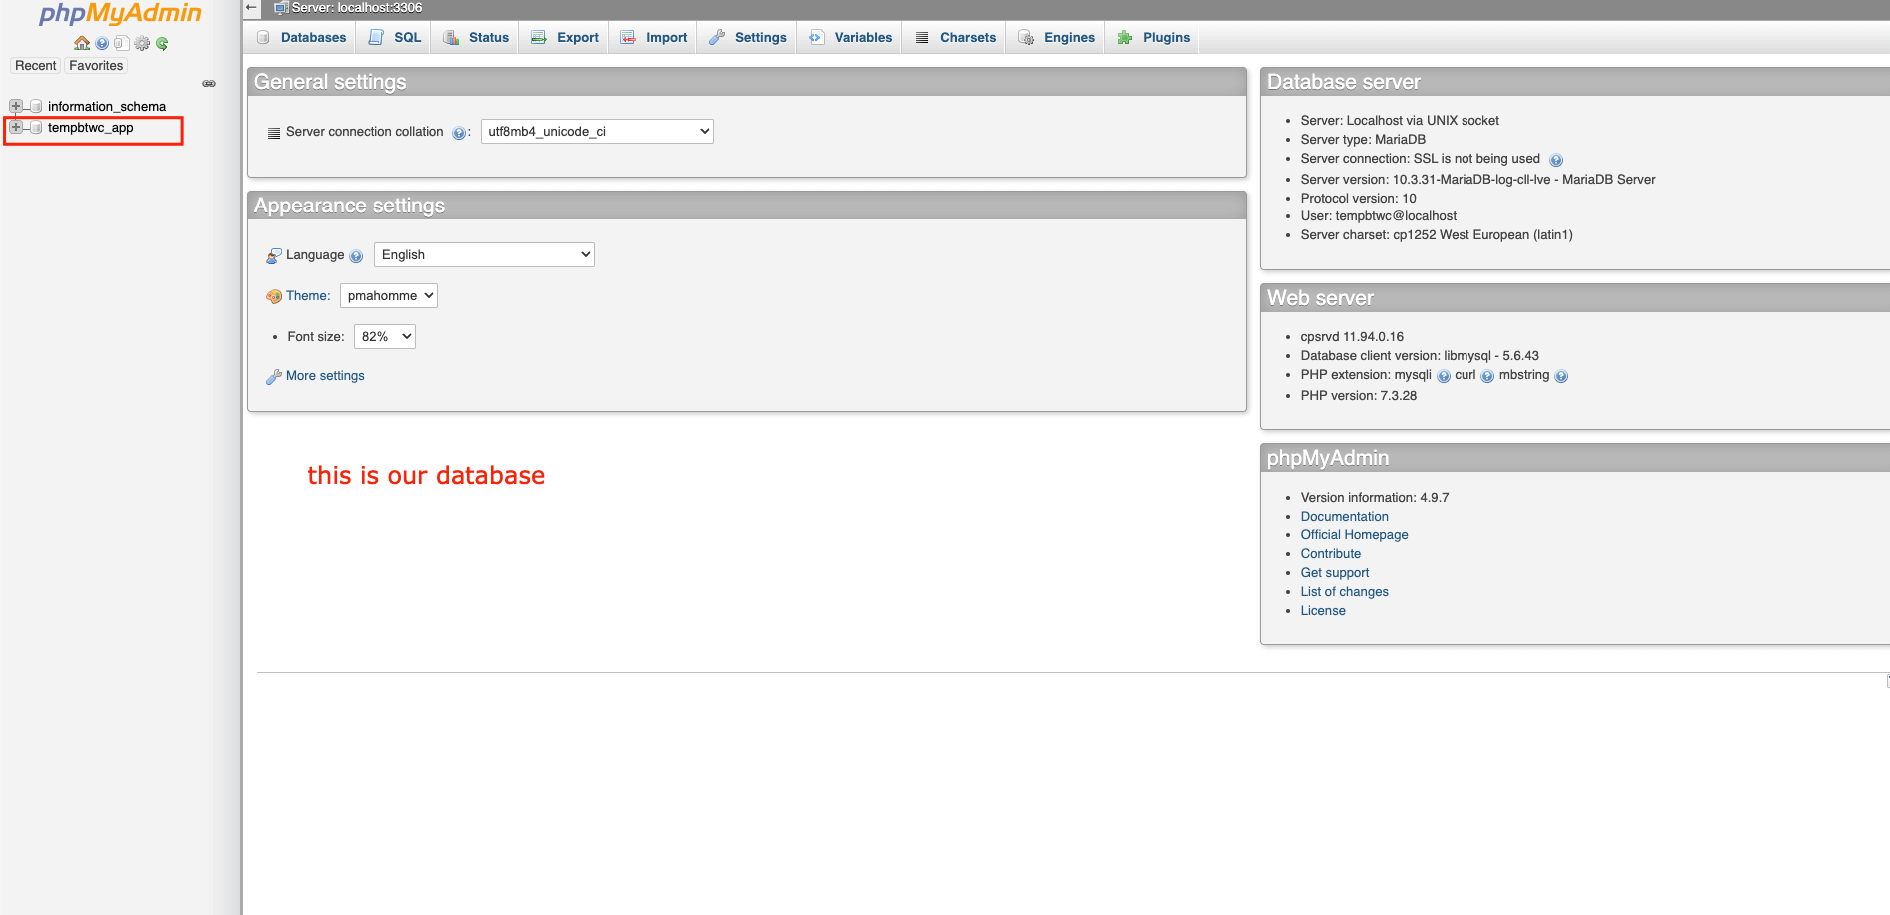 phpMyAdmin
Recent Favorites
information_schema
tempbtwc_app
Server: localhost:3306
Databases SQL Status Export Import Settings Variables Charsets Engines Plugins
General settings
Server connection collation : utf8mb4_unicode_ci
Appearance settings
Language English
Theme: pmahomme
Font size: 82%
More settings
this is our database
Database server
Server: Localhost via UNIX socket
Server type: MariaDB
Server connection: SSL is not being used
Server version: 10.3.31-MariaDB-log-cll-lve - MariaDB Server
Protocol version: 10
User: tempbtwc@localhost
Server charset: cp1252 West European (latin1)
Web server
cpsrvd 11.94.0.16
Database client version: libmysql - 5.6.43
PHP extension: mysqli curl mbstring
PHP version: 7.3.28
phpMyAdmin
Version information: 4.9.7
Documentation
Official Homepage
Contribute
Get support
List of changes
License